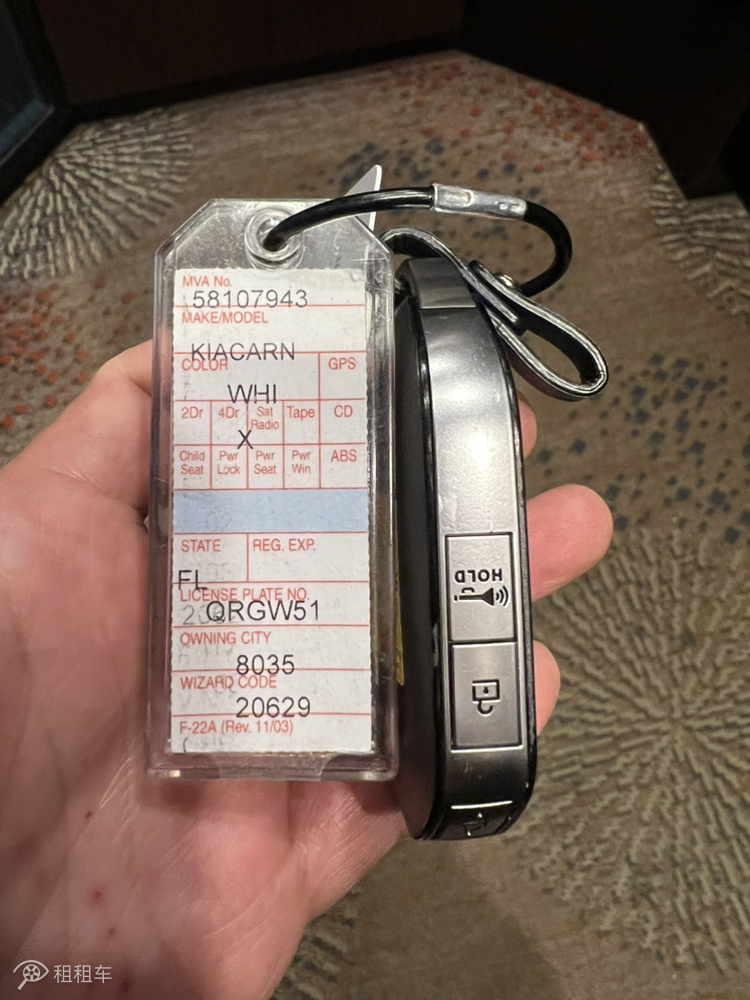 MVA No.
58107943
MAKE/MODEL
KIACARN
COLOR
GPS
WHI
2Dr 4Dr Sat Radio Tape CD
X
Child Seat Pwr Lock Pwr Seat Pwr Win ABS
STATE REG. EXP.
FL
LICENSE PLATE NO.
QRGW51
OWNING CITY
8035
WIZARD CODE
20629
F-22A (Rev. 11/03)
HOLD
租租车